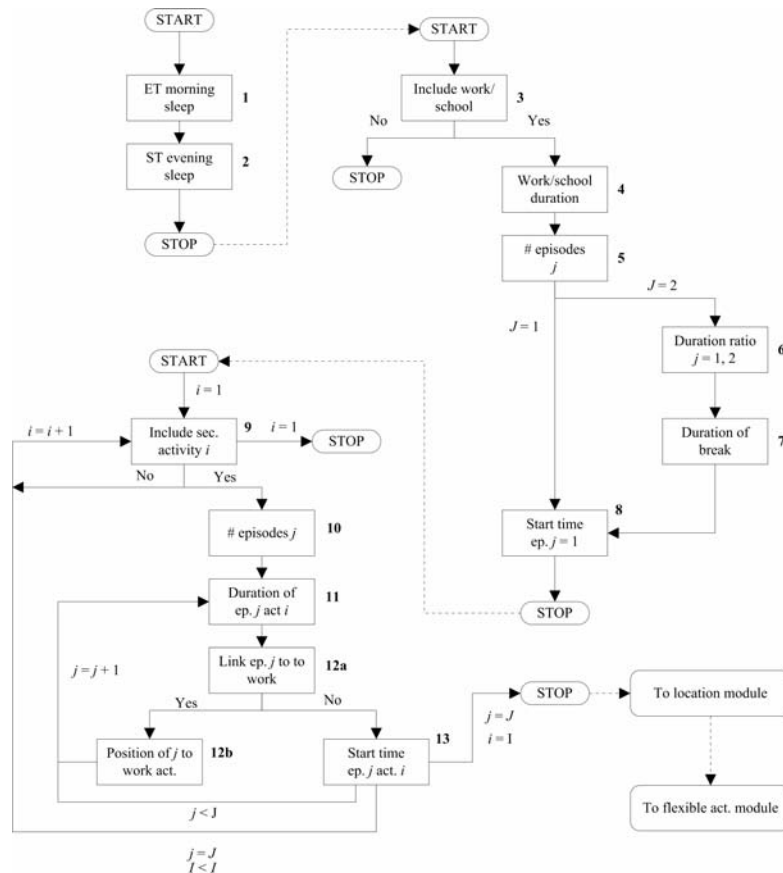 START
ET morning
sleep
1
ST evening
sleep
2
STOP
START
Include work/
school
3
No
Yes
STOP
Work/school
duration
4
# episodes
j
5
J = 2
J = 1
Duration ratio
j = 1, 2
6
Duration of
break
7
8
Start time
ep. j = 1
STOP
START
i = 1
i = i + 1
Include sec.
activity i
9
i = 1
STOP
No
Yes
# episodes j
10
Duration of
ep. j act i
11
j = j + 1
Link ep. j to to
work
12a
Yes
No
Position of j to
work act.
12b
Start time
ep. j act. i
13
j = J
i = I
STOP
To location module
To flexible act. module
j < J
j = J
I < I